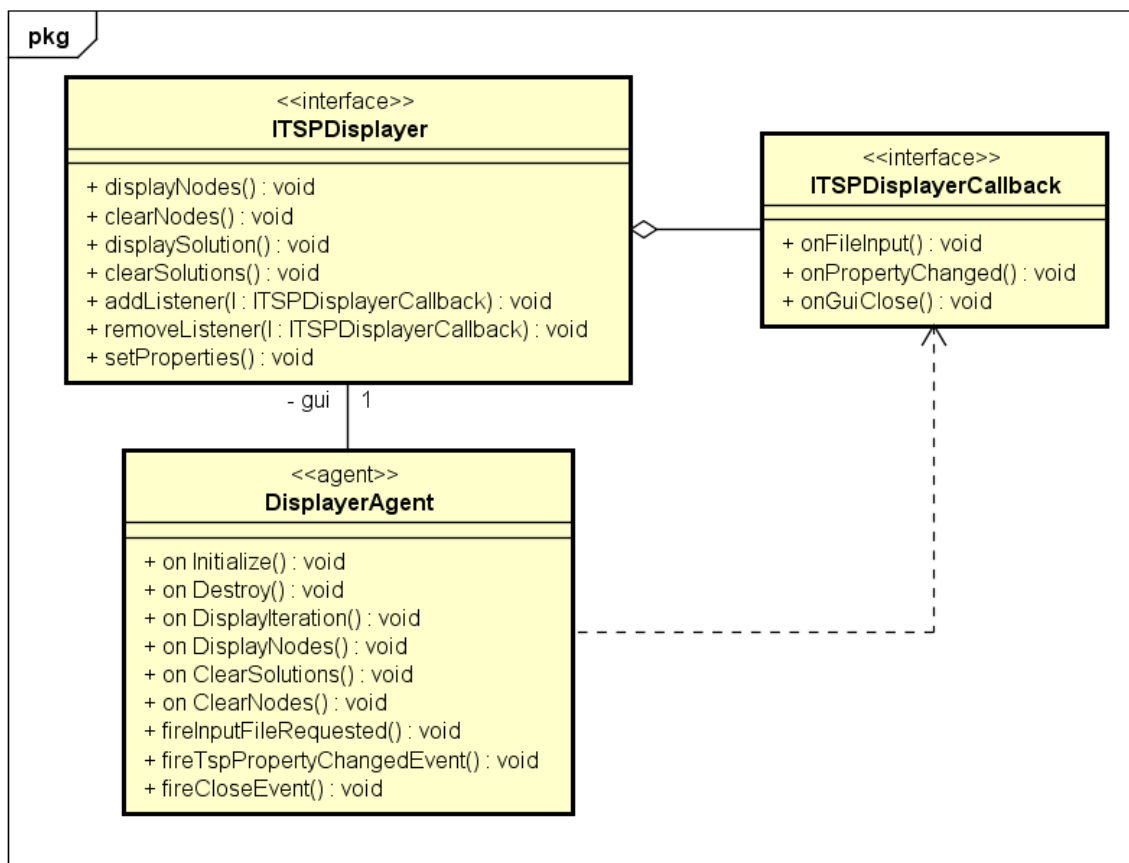 pkg
<<interface>>
ITSPDisplayer
+ displayNodes() : void
+ clearNodes() : void
+ displaySolution() : void
+ clearSolutions() : void
+ addListener(l : ITSPDisplayerCallback) : void
+ removeListener(l : ITSPDisplayerCallback) : void
+ setProperties() : void
<<interface>>
ITSPDisplayerCallback
+ onFileInput() : void
+ onPropertyChanged() : void
+ onGuiClose() : void
- gui 1
<<agent>>
DisplayerAgent
+ on Initialize() : void
+ on Destroy() : void
+ on DisplayIteration() : void
+ on DisplayNodes() : void
+ on ClearSolutions() : void
+ on ClearNodes() : void
+ fireInputFileRequested() : void
+ fireTspPropertyChangedEvent() : void
+ fireCloseEvent() : void